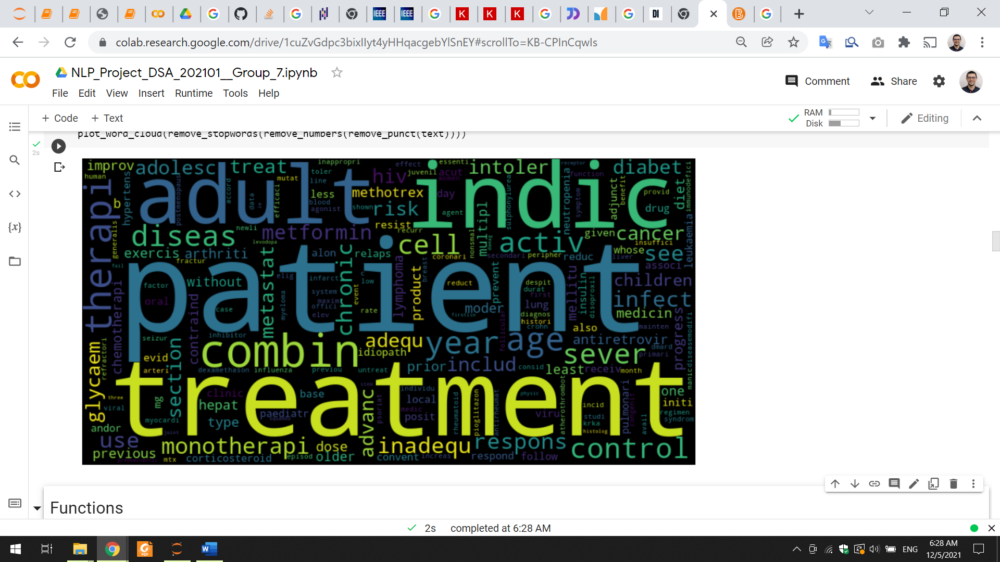 colab.research.google.com/drive/1cuZvGdpc3bixIIyt4yHHqacgebYlSnEY#scrollTo=KB-CPInCqwIs
NLP_Project_DSA_202101__Group_7.ipynb
Comment
Share
File Edit View Insert Runtime Tools Help
+ Code + Text
RAM
Disk
Editing
plot_word_cloud(remove_stopwords(remove_numbers(remove_punct(text))))
2s
improv adolesc treat inappropri effect essenti intoler receptor diabet
human toler juvenil acut function
hypertens adult mutat hiv women indic immunodefici
therapi postmenopaus accord line adjunct benefit provid diet
b data ie efficaci less methotrex day sulphonylurea neutropenia symptom
blood agonist shown risk agent drug
generalis newli resist recurr multipl given cancer
diseas metformin cell nonsmal damag activ insuffici leukaemia
levodopa
exercis arthriti alon relaps coronari secondari peripher reduc liver whose see
fractur associ
fail patient elig infarct c low breast
factor without metastat chronic lymphoma product reduct prevent despit mellitu insulin disoproxil children
oral system event durat first infect
chemotherapi case myeloma maxim offici elev rate moder lung medicin
firstlin diagnos histori
contraind inhibitor follicular crohn also mainten
seizur combin adequ year age antiretrovir progress
refractori idiopath dmard primari
glycaem evid section sever manicdiseasemodifi
arteri dexamethason influenza previou untreat prior includ consid least receiv month
three clinic stem individu physic one
viral mg hepat base advanc psoriat local rheumatoid pioglitazon antirheumat incid pulmonari congenit initi
treatment medic posit viru atherothrombot studi regimen
myocardi type paediatr squamou krka avail syndrom
andor joint histolog
use monotherapi dose inadequ respons control
previous predominantli mtx corticosteroid episod older convent increas respond follow
Functions
2s completed at 6:28 AM
ENG
6:28 AM
12/5/2021